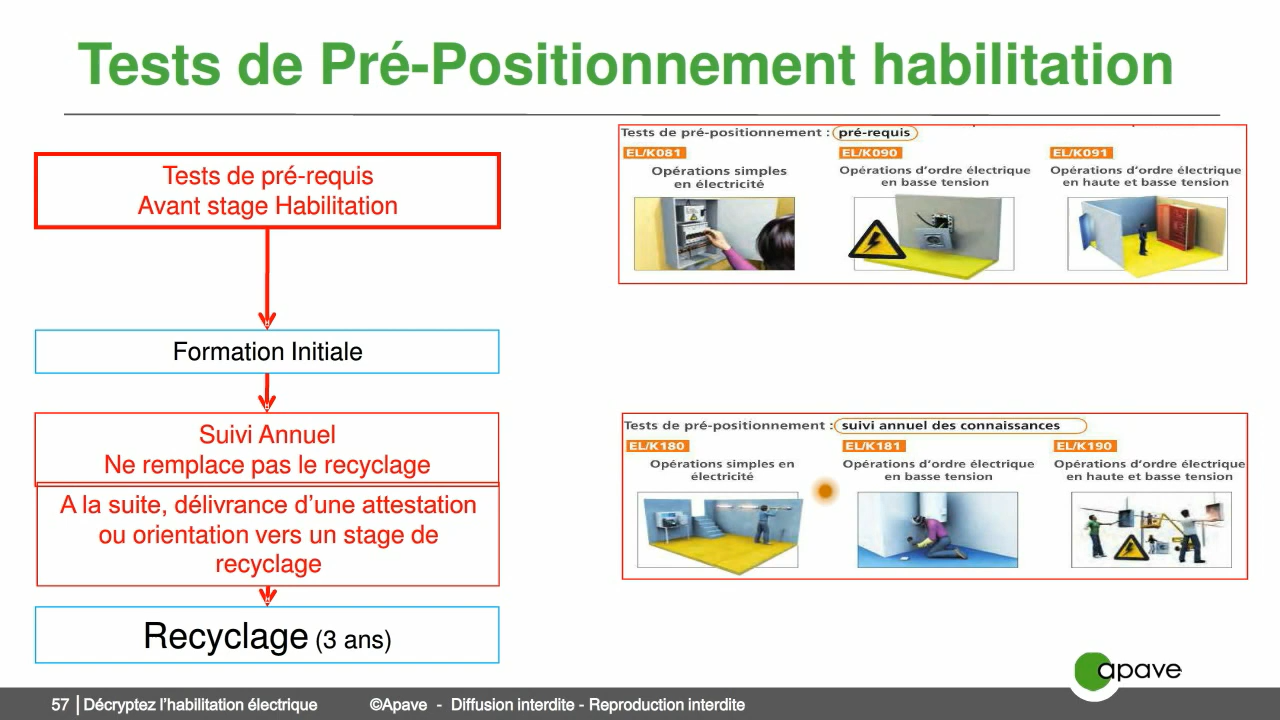 Tests de Pré-Positionnement habilitation
Tests de pré-requis
Avant stage Habilitation
Formation Initiale
Suivi Annuel
Ne remplace pas le recyclage
A la suite, délivrance d’une attestation
ou orientation vers un stage de
recyclage
Recyclage (3 ans)
Tests de pré-positionnement : pré-requis
EL/K081
Opérations simples
en électricité
EL/K090
Opérations d’ordre électrique
en basse tension
EL/K091
Opérations d’ordre électrique
en haute et basse tension
Tests de pré-positionnement : suivi annuel des connaissances
EL/K180
Opérations simples en
électricité
EL/K181
Opérations d’ordre électrique
en basse tension
EL/K190
Opérations d’ordre électrique
en haute et basse tension
apave
57 | Décryptez l’habilitation électrique ©Apave - Diffusion interdite - Reproduction interdite